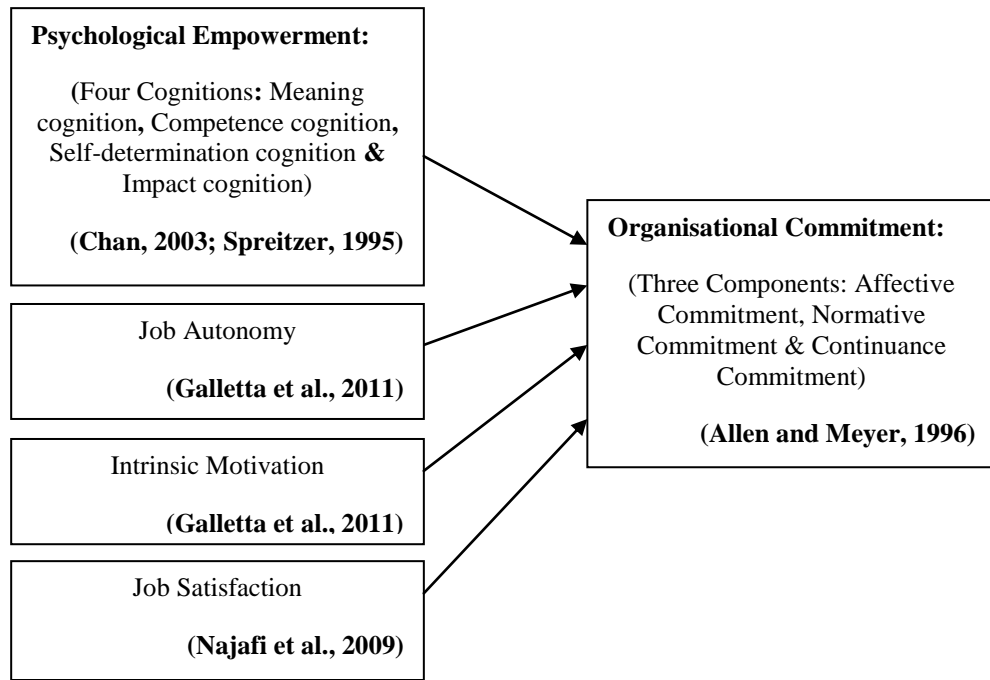 Psychological Empowerment:
(Four Cognitions: Meaning
cognition, Competence cognition,
Self-determination cognition &
Impact cognition)
(Chan, 2003; Spreitzer, 1995)
Job Autonomy
(Galletta et al., 2011)
Intrinsic Motivation
(Galletta et al., 2011)
Job Satisfaction
(Najafi et al., 2009)
Organisational Commitment:
(Three Components: Affective
Commitment, Normative
Commitment & Continuance
Commitment)
(Allen and Meyer, 1996)